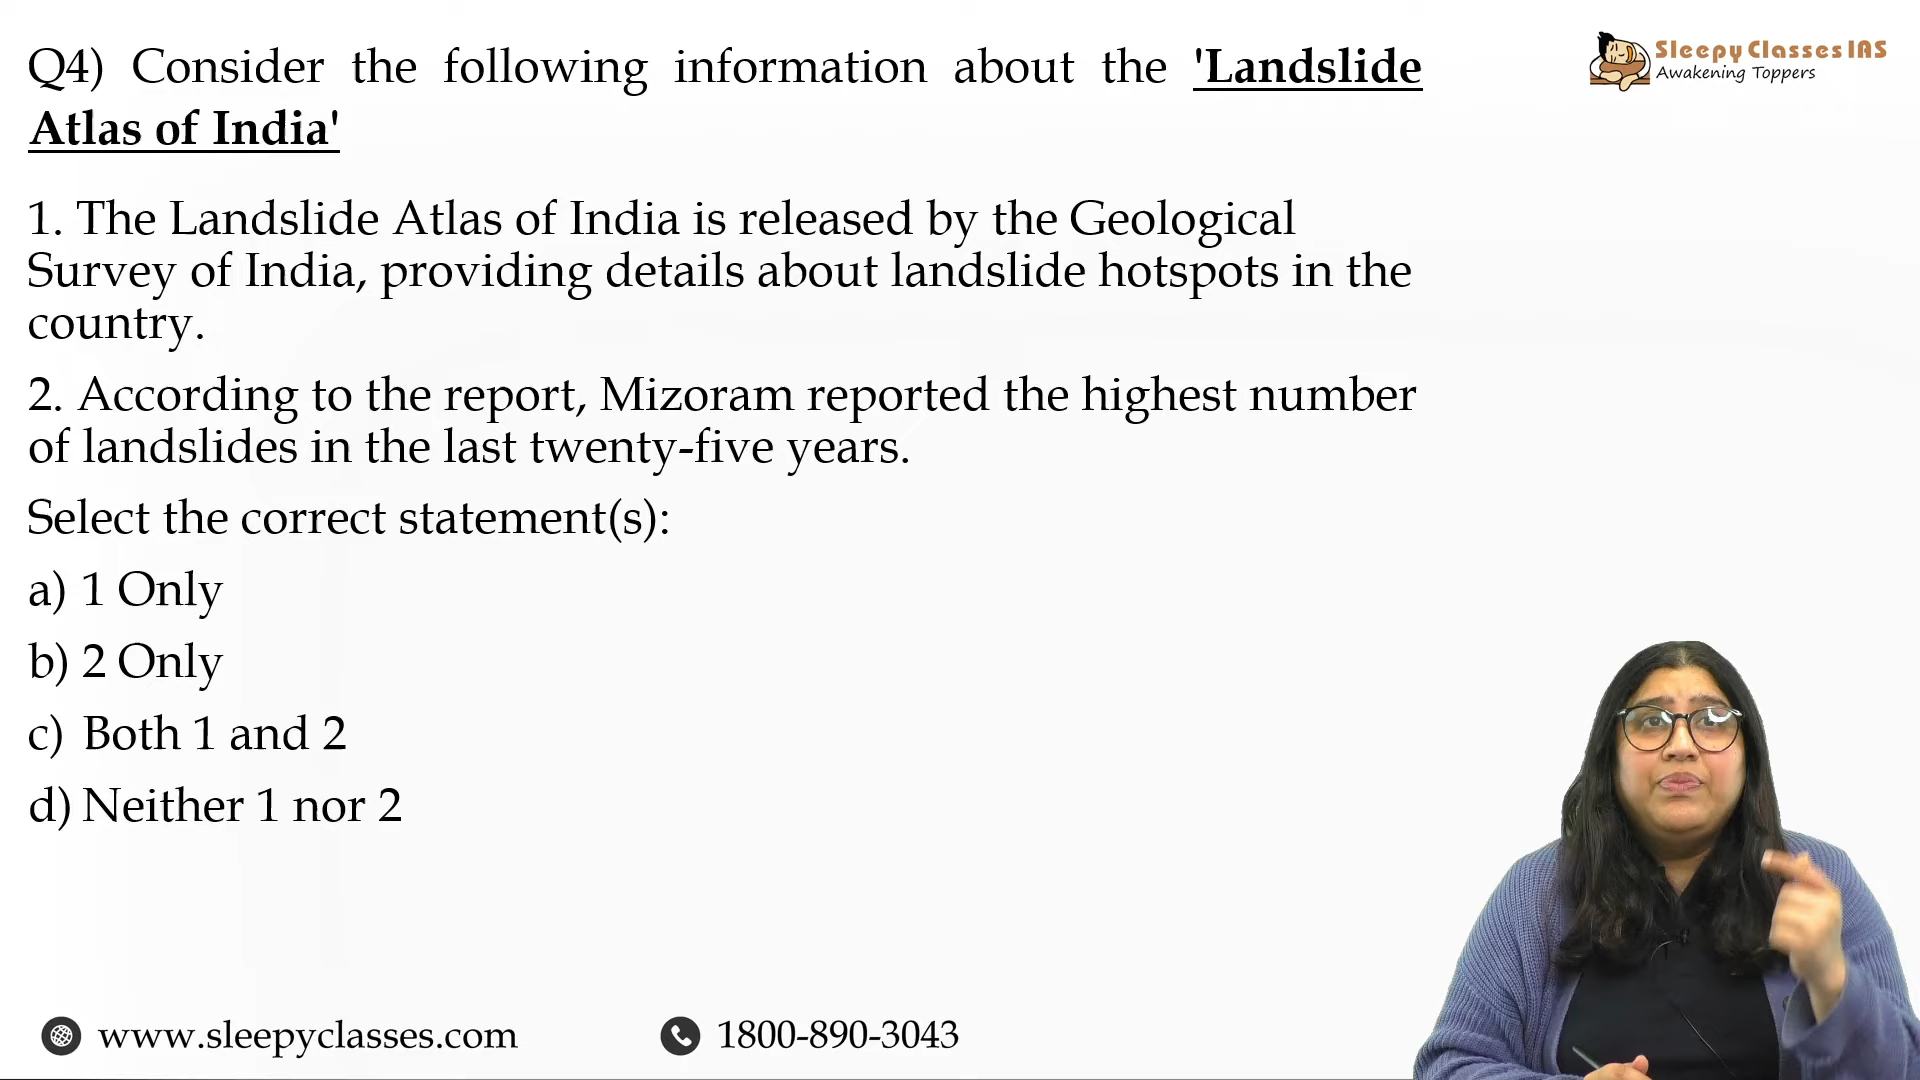 Q4) Consider the following information about the 'Landslide
Atlas of India'
Sleepy Classes IAS
Awakening Toppers
1. The Landslide Atlas of India is released by the Geological
Survey of India, providing details about landslide hotspots in the
country.
2. According to the report, Mizoram reported the highest number
of landslides in the last twenty-five years.
Select the correct statement(s):
a) 1 Only
b) 2 Only
c) Both 1 and 2
d) Neither 1 nor 2
www.sleepyclasses.com
1800-890-3043